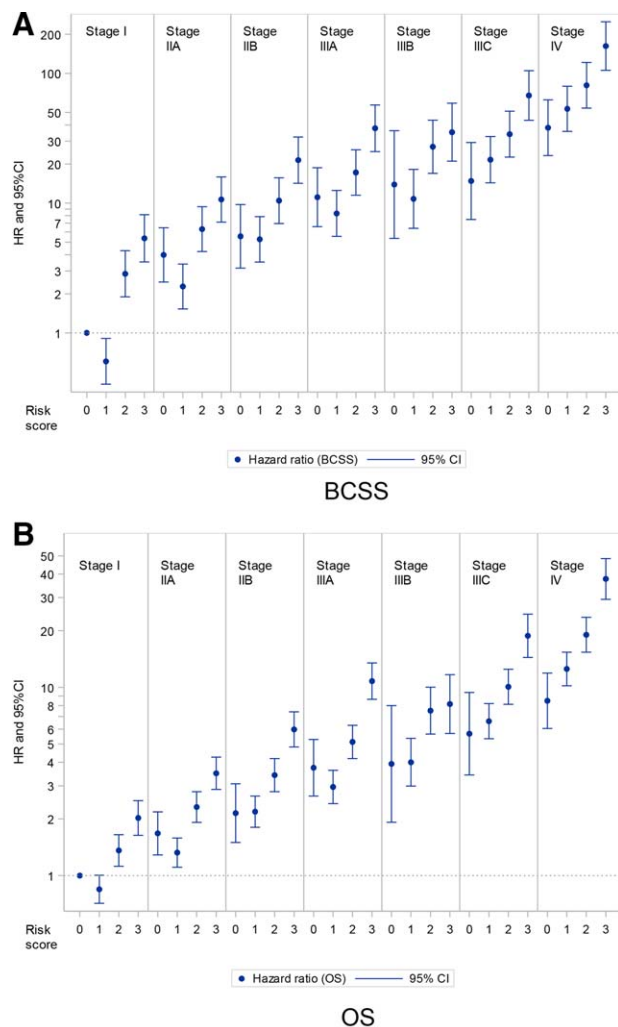 A
Stage I
Stage
IIA
Stage
IIB
Stage
IIIA
Stage
IIIB
Stage
IIIC
Stage
IV
HR and 95%CI
200
100
50
30
20
10
7
5
3
2
1
Risk
score
0 1 2 3 0 1 2 3 0 1 2 3 0 1 2 3 0 1 2 3 0 1 2 3 0 1 2 3
Hazard ratio (BCSS) 95% CI
BCSS
B
Stage I
Stage
IIA
Stage
IIB
Stage
IIIA
Stage
IIIB
Stage
IIIC
Stage
IV
HR and 95%CI
50
40
30
20
10
8
6
5
4
3
2
1
Risk
score
0 1 2 3 0 1 2 3 0 1 2 3 0 1 2 3 0 1 2 3 0 1 2 3 0 1 2 3
Hazard ratio (OS) 95% CI
OS